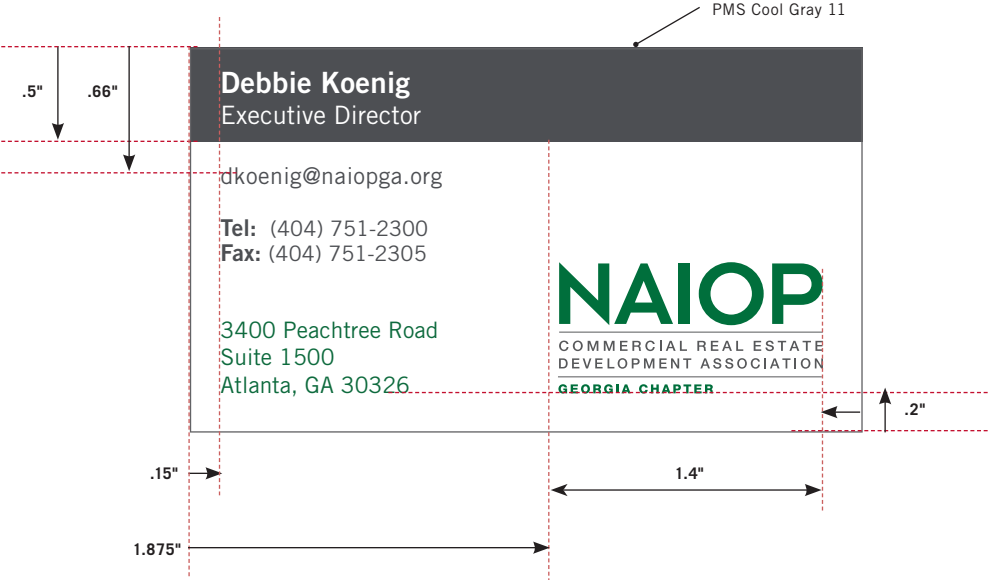 PMS Cool Gray 11
.5"
.66"
Debbie Koenig
Executive Director
dkoenig@naiopga.org
Tel: (404) 751-2300
Fax: (404) 751-2305
3400 Peachtree Road
Suite 1500
Atlanta, GA 30326
NAIOP
COMMERCIAL REAL ESTATE
DEVELOPMENT ASSOCIATION
GEORGIA CHAPTER
.2"
.15"
1.4"
1.875"